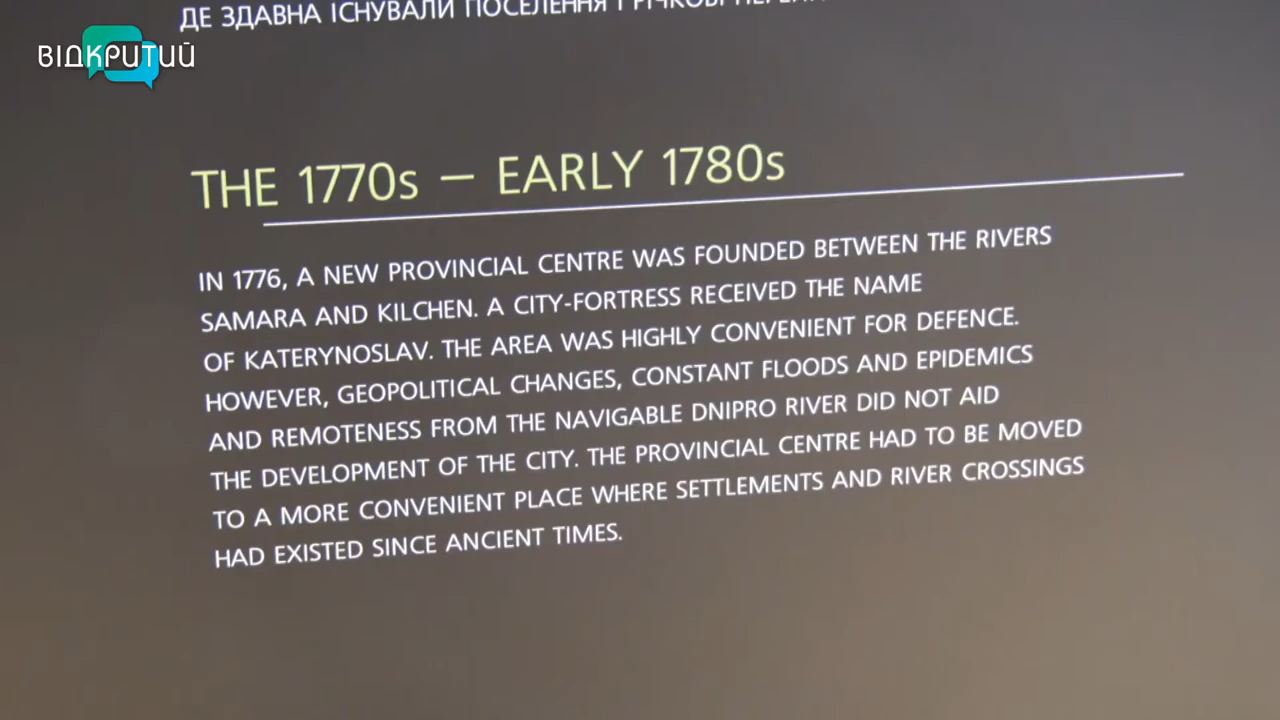 ДЕ ЗДАВНА ІСНУВАЛИ ПОСЕЛЕННЯ І РІЧКОВІ
ВІДКРИТИЙ
THE 1770s – EARLY 1780s
IN 1776, A NEW PROVINCIAL CENTRE WAS FOUNDED BETWEEN THE RIVERS
SAMARA AND KILCHEN. A CITY-FORTRESS RECEIVED THE NAME
OF KATERYNOSLAV. THE AREA WAS HIGHLY CONVENIENT FOR DEFENCE.
HOWEVER, GEOPOLITICAL CHANGES, CONSTANT FLOODS AND EPIDEMICS
AND REMOTENESS FROM THE NAVIGABLE DNIPRO RIVER DID NOT AID
THE DEVELOPMENT OF THE CITY. THE PROVINCIAL CENTRE HAD TO BE MOVED
TO A MORE CONVENIENT PLACE WHERE SETTLEMENTS AND RIVER CROSSINGS
HAD EXISTED SINCE ANCIENT TIMES.